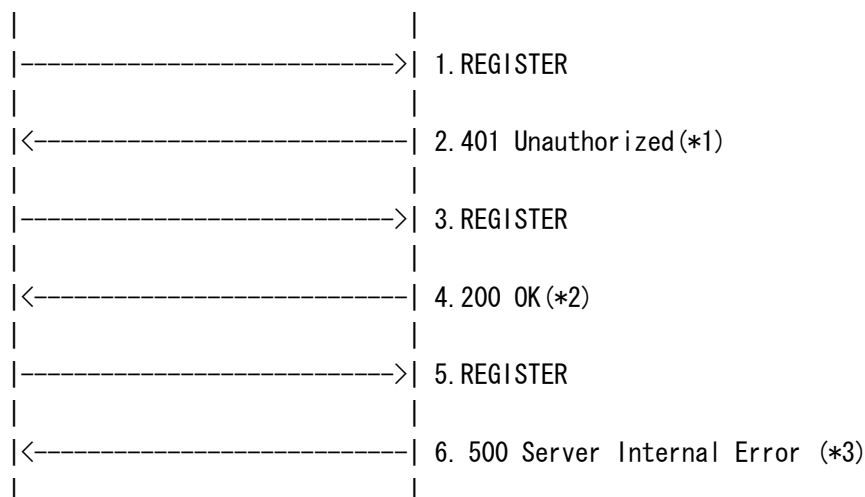 1.REGISTER
2.401 Unauthorized(*1)
3.REGISTER
4.200 OK(*2)
5.REGISTER
6. 500 Server Internal Error (*3)